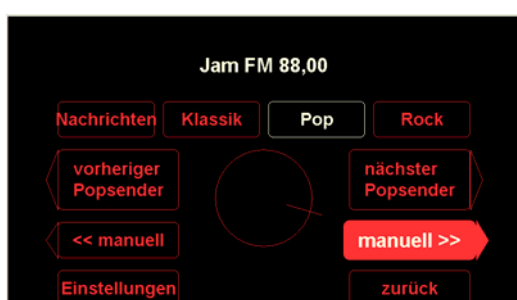 Jam FM 88,00
Nachrichten Klassik Pop Rock
vorheriger nächster
Popsender Popsender
<< manuell manuell >>
Einstellungen zurück